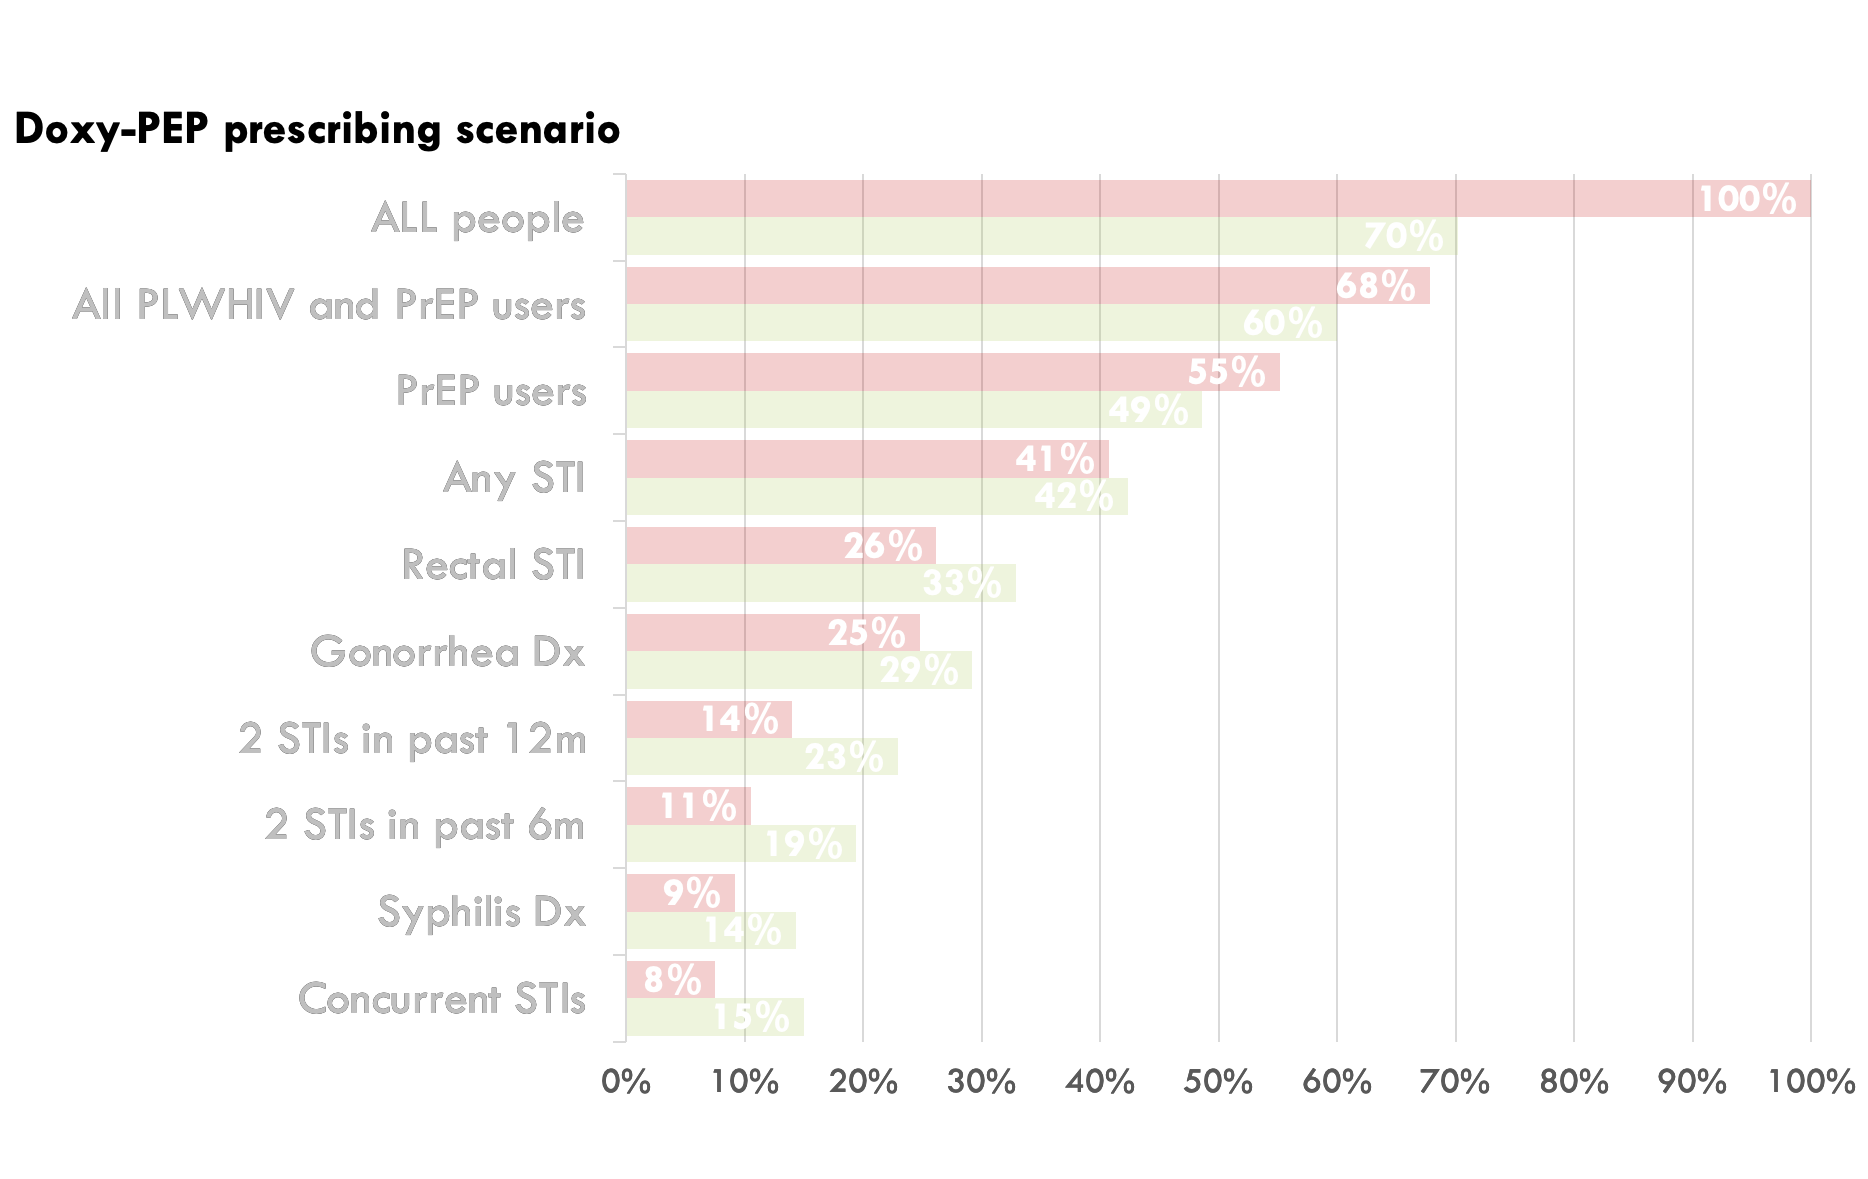 Doxy-PEP prescribing scenario
ALL people
100%
70%
All PLWHIV and PrEP users
68%
60%
PrEP users
55%
49%
Any STI
41%
42%
Rectal STI
26%
33%
Gonorrhea Dx
25%
29%
2 STIs in past 12m
14%
23%
2 STIs in past 6m
11%
19%
Syphilis Dx
9%
14%
Concurrent STIs
8%
15%
0% 10% 20% 30% 40% 50% 60% 70% 80% 90% 100%